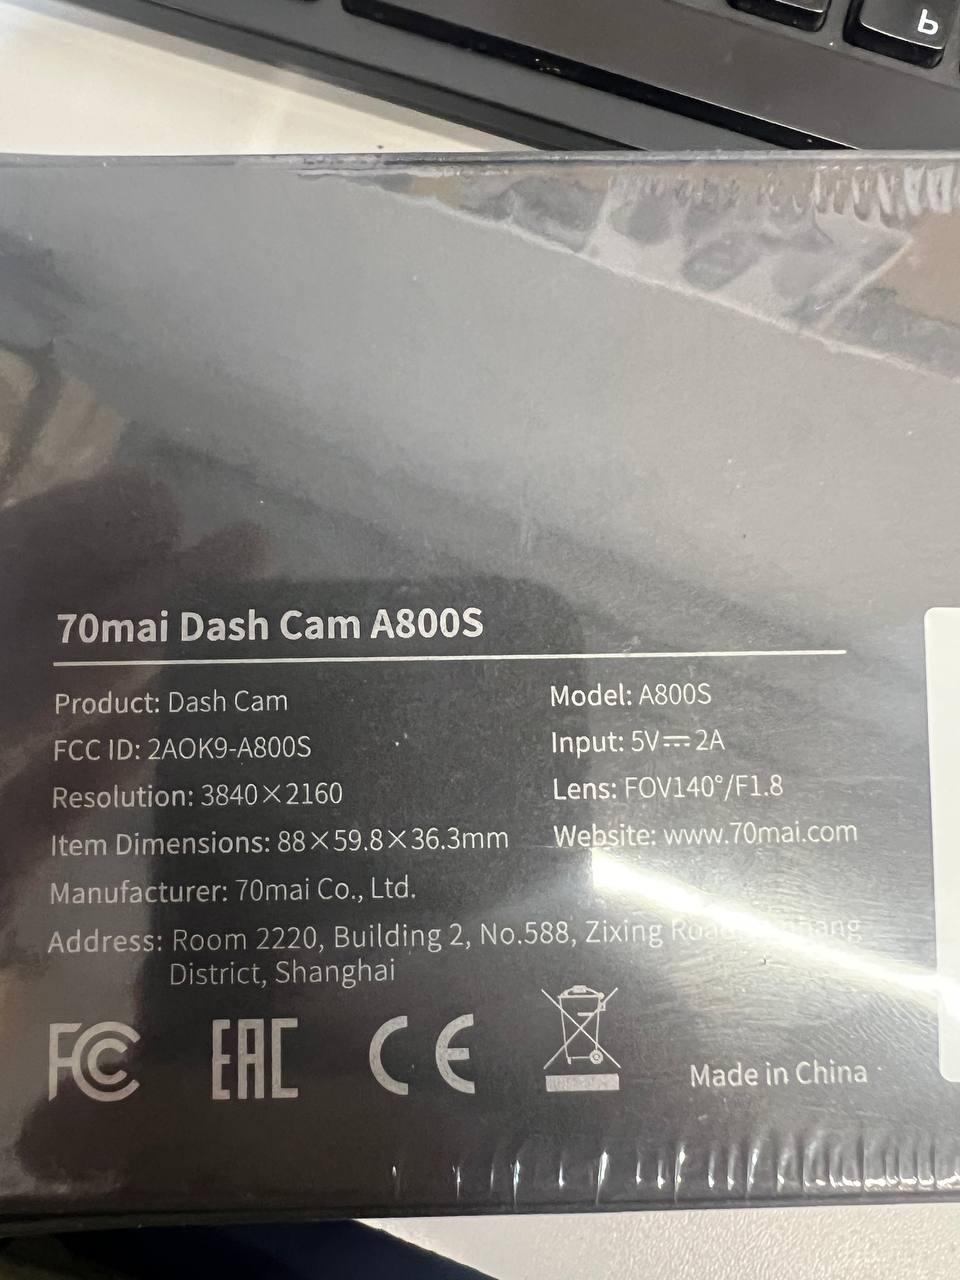 70mai Dash Cam A800S
Product: Dash Cam
Model: A800S
FCC ID: 2AOK9-A800S
Input: 5V⎓2A
Resolution: 3840×2160
Lens: FOV140°/F1.8
Item Dimensions: 88×59.8×36.3mm
Website: www.70mai.com
Manufacturer: 70mai Co., Ltd.
Address: Room 2220, Building 2, No.588, Zixing Road
District, Shanghai
FC EAC CE
Made in China